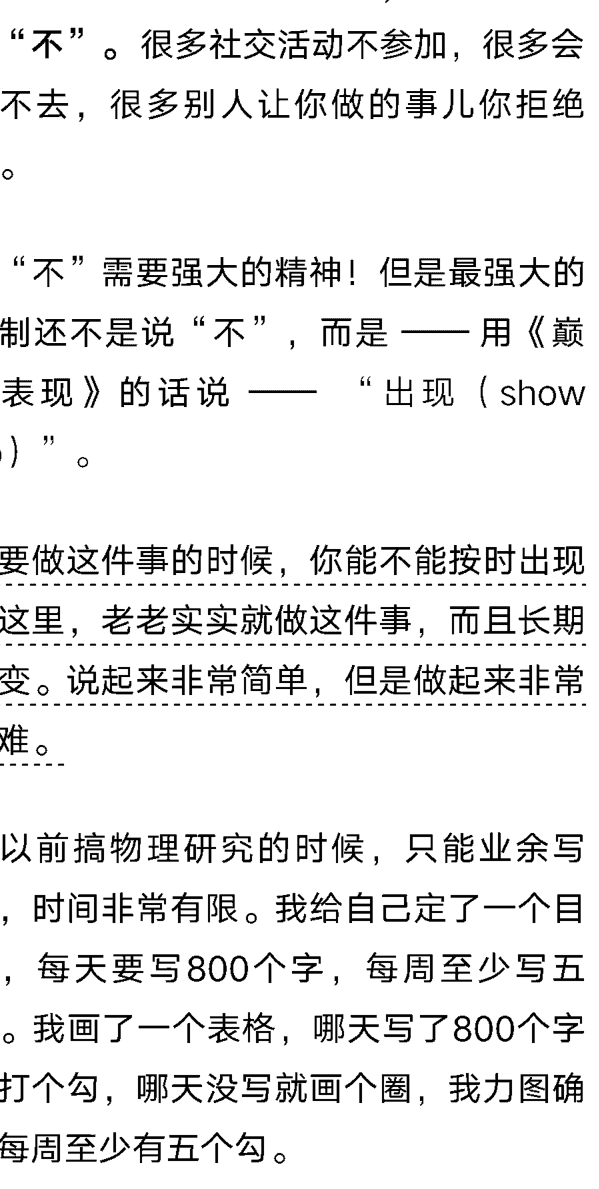 “不”。很多社交活动不参加，很多会
不去，很多别人让你做的事儿你拒绝
。
“不”需要强大的精神！但是最强大的
制还不是说“不”，而是 —— 用《巅
表现》的话说 —— “出现（show
）”。
要做这件事的时候，你能不能按时出现
这里，老老实实就做这件事，而且长期
变。说起来非常简单，但是做起来非常
难。
以前搞物理研究的时候，只能业余写
，时间非常有限。我给自己定了一个目
，每天要写800个字，每周至少写五
。我画了一个表格，哪天写了800个字
打个勾，哪天没写就画个圈，我力图确
每周至少有五个勾。